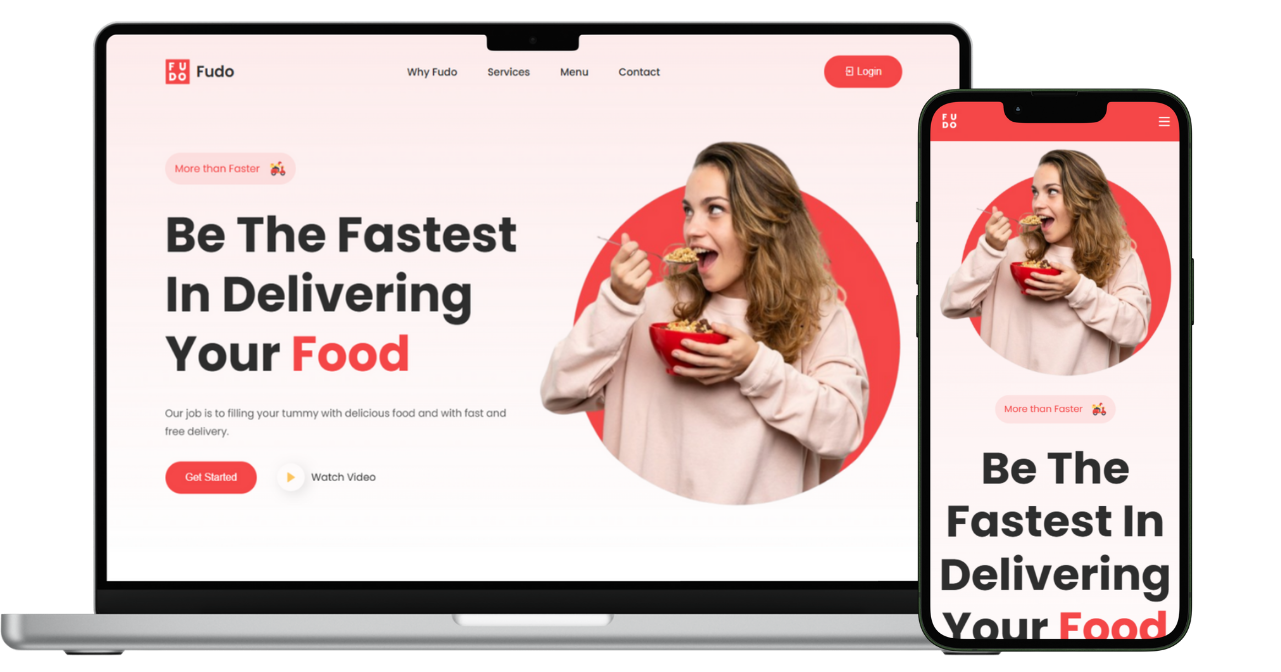 FU
DO
Fudo
Why Fudo
Services
Menu
Contact
Login
More than Faster
Be The Fastest
In Delivering
Your Food
Our job is to filling your tummy with delicious food and with fast and
free delivery.
Get Started
Watch Video
FU
DO
More than Faster
Be The
Fastest In
Delivering
Your Food